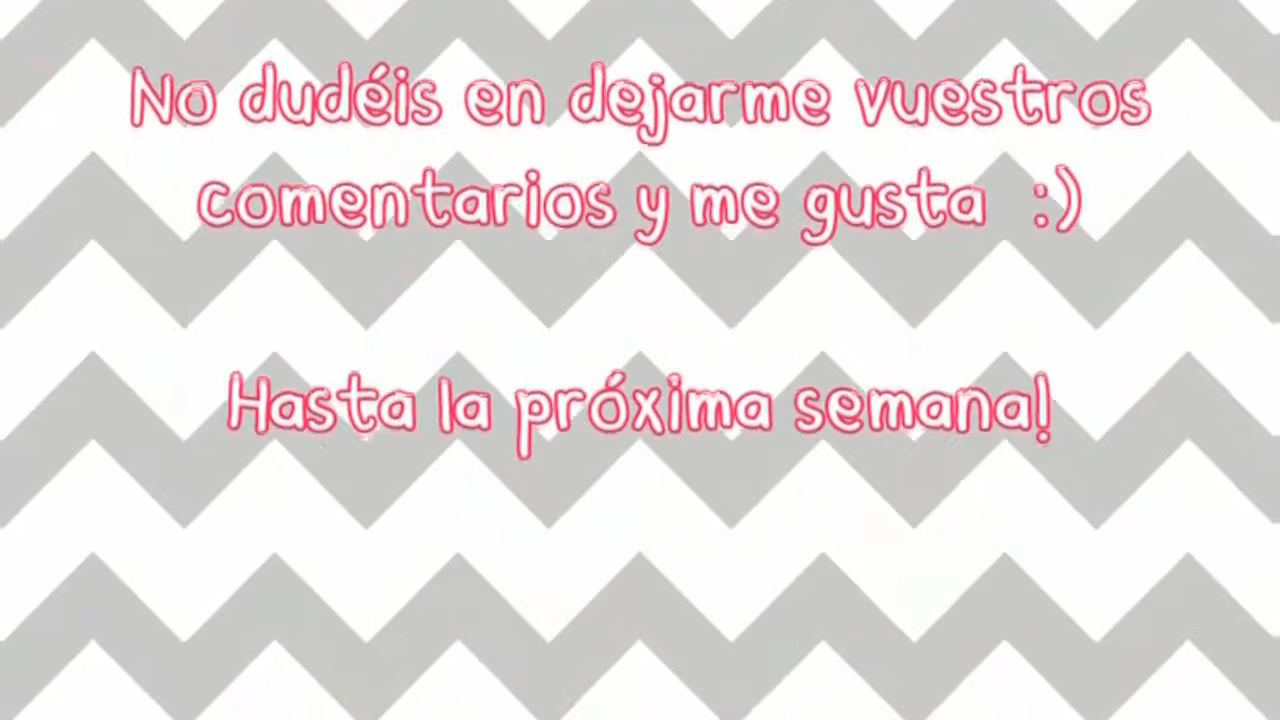 No dudéis en dejarme vuestros
comentarios y me gusta :)
Hasta la próxima semana!